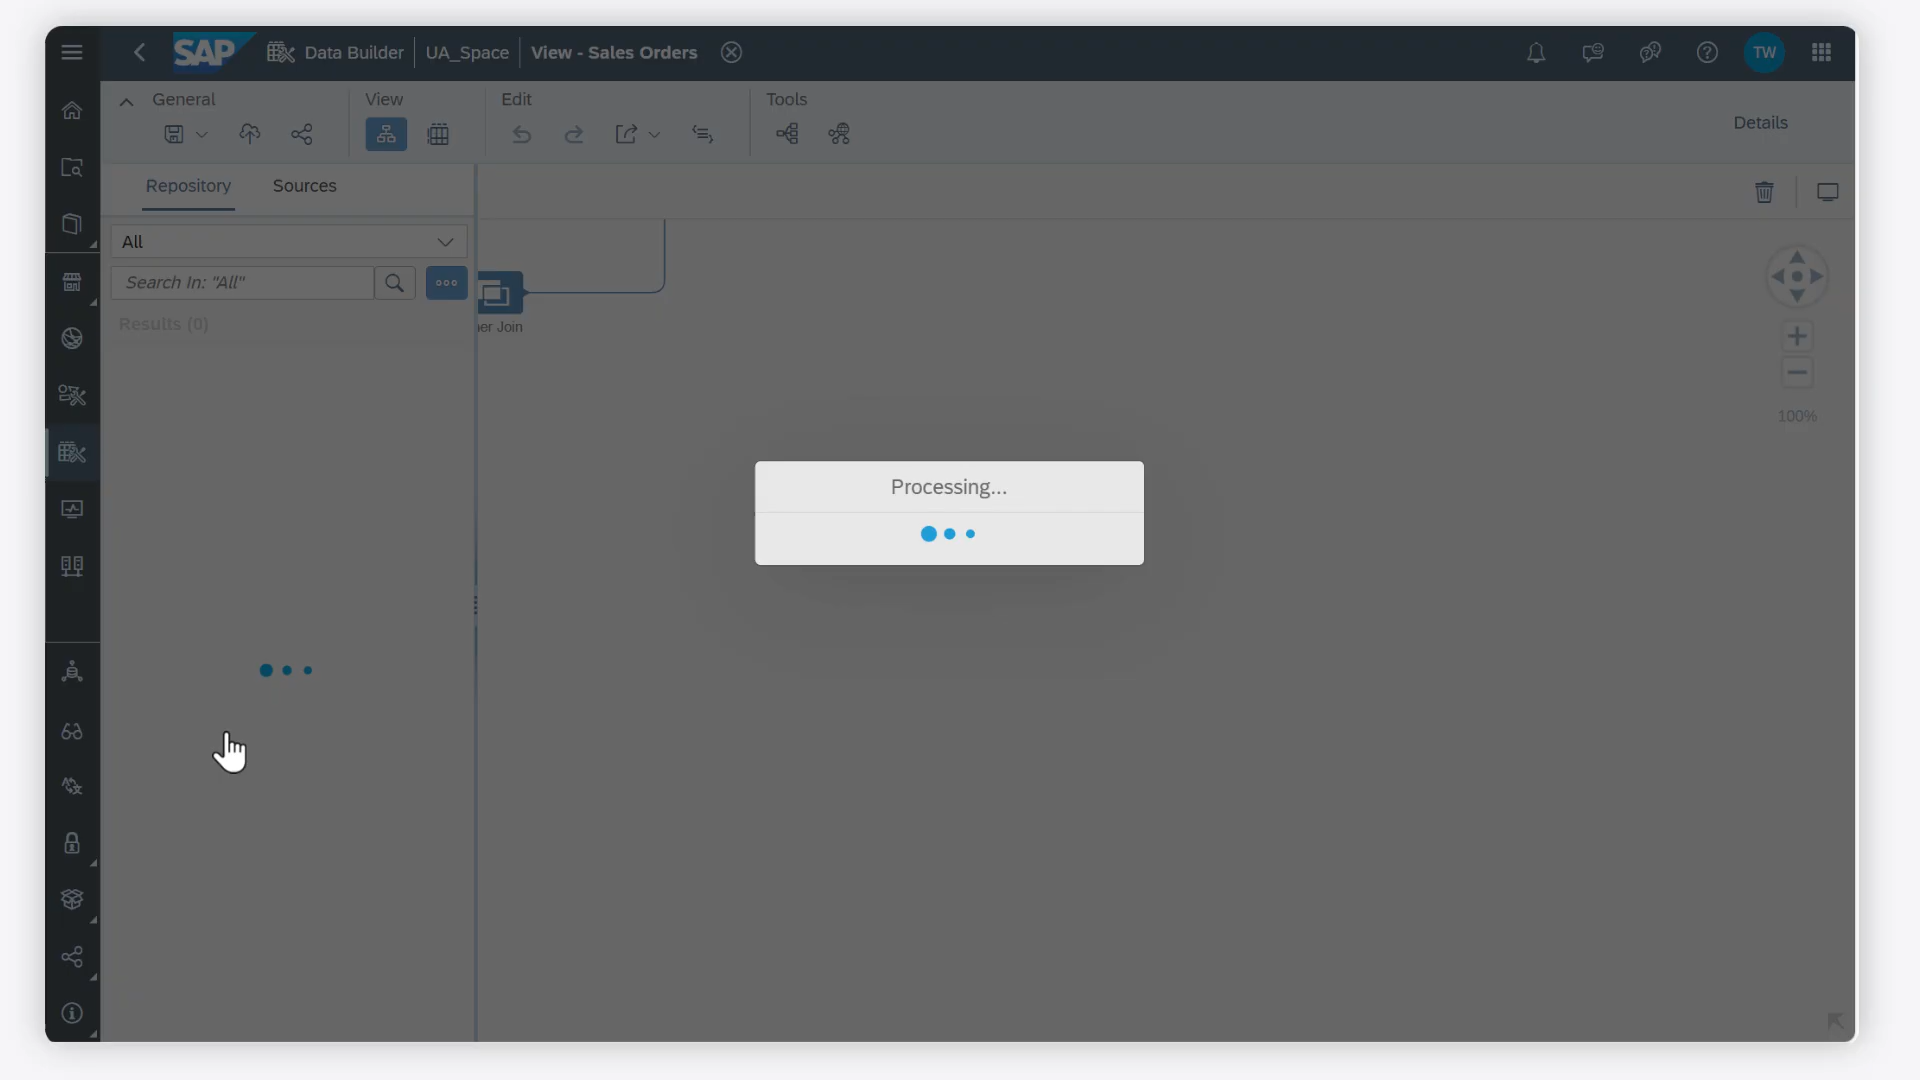 SAP Data Builder UA_Space View - Sales Orders TW
General View Edit Tools
Details
Repository Sources
All
Search In: "All"
Results (0)
er Join
100%
Processing...